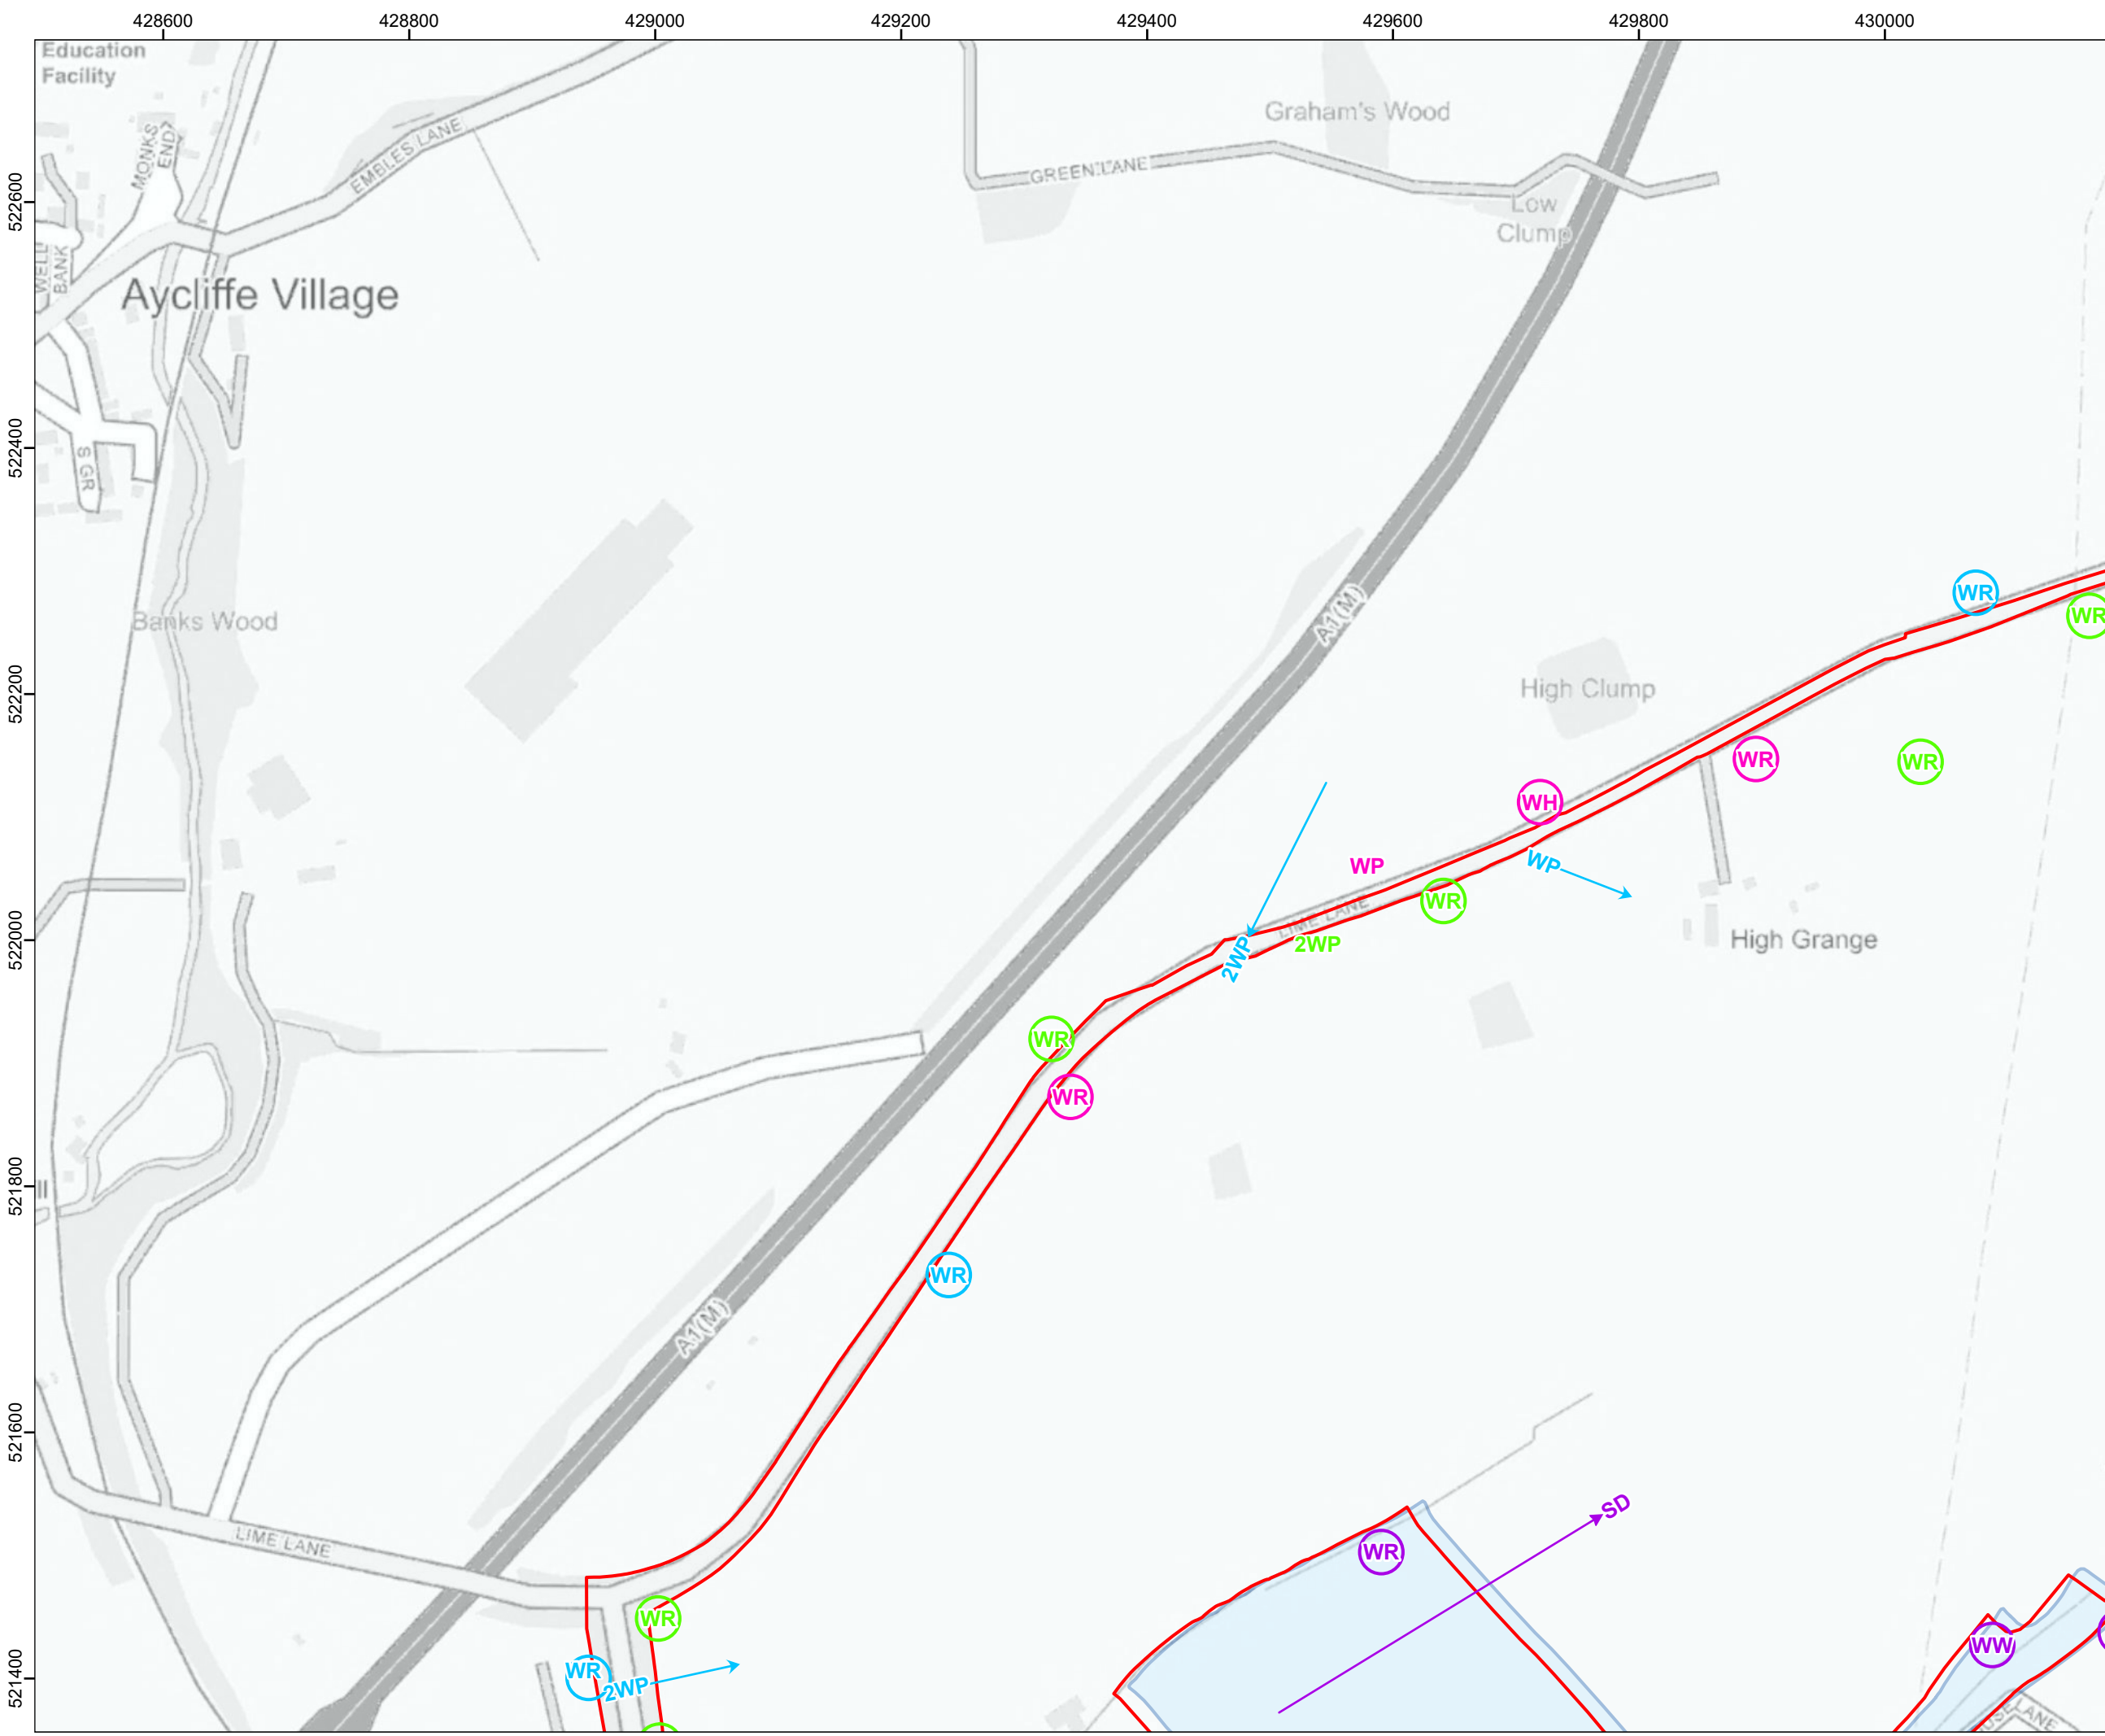 428600 428800 429000 429200 429400 429600 429800 430000
Education
Facility
MONKS
END
EMBLES LANE
Graham's Wood
GREEN LANE
522600
Low
Clump
WELL
BANK
Aycliffe Village
522400
S GR
A1(M)
WR
WR
Banks Wood
High Clump
522200
WR
WR
WH
WP
WP
WR
LIME LANE
522000
2WP
2WP
High Grange
WR
WR
521800
WR
A1(M)
521600
SD
LIME LANE
WR
WR
WW
WR
2WP
521400
LANE